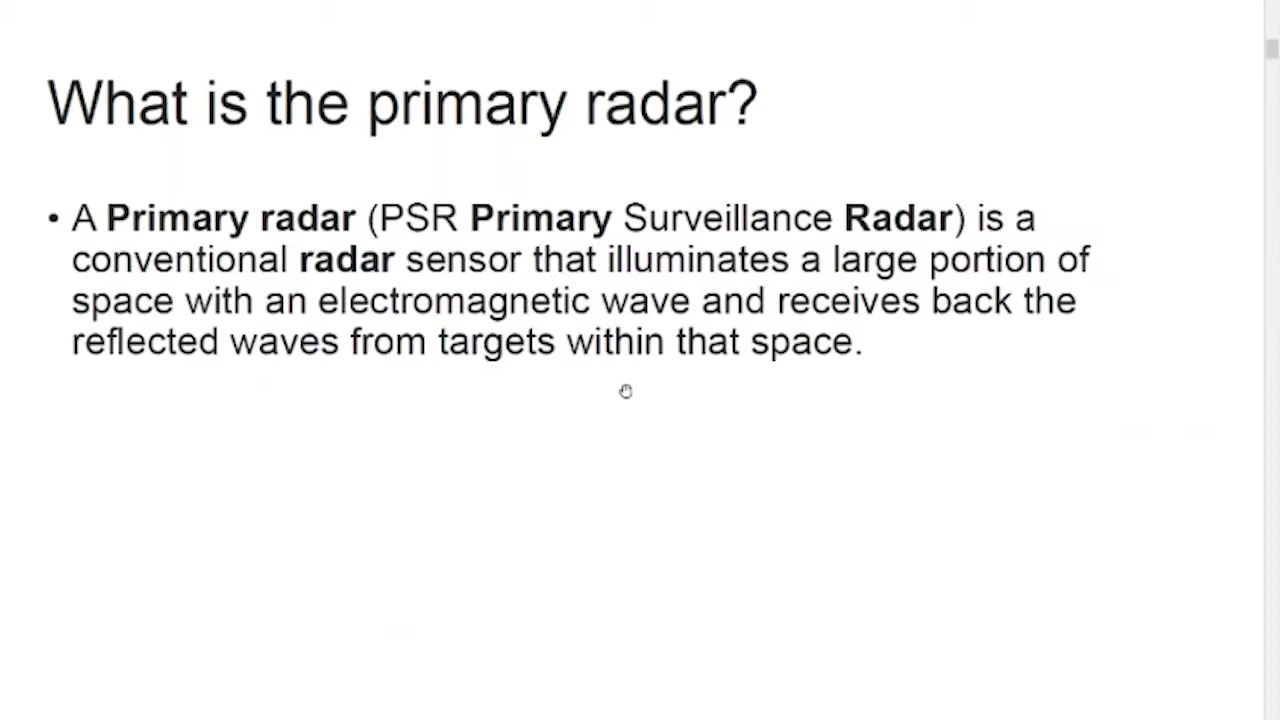 What is the primary radar?
• A Primary radar (PSR Primary Surveillance Radar) is a
conventional radar sensor that illuminates a large portion of
space with an electromagnetic wave and receives back the
reflected waves from targets within that space.